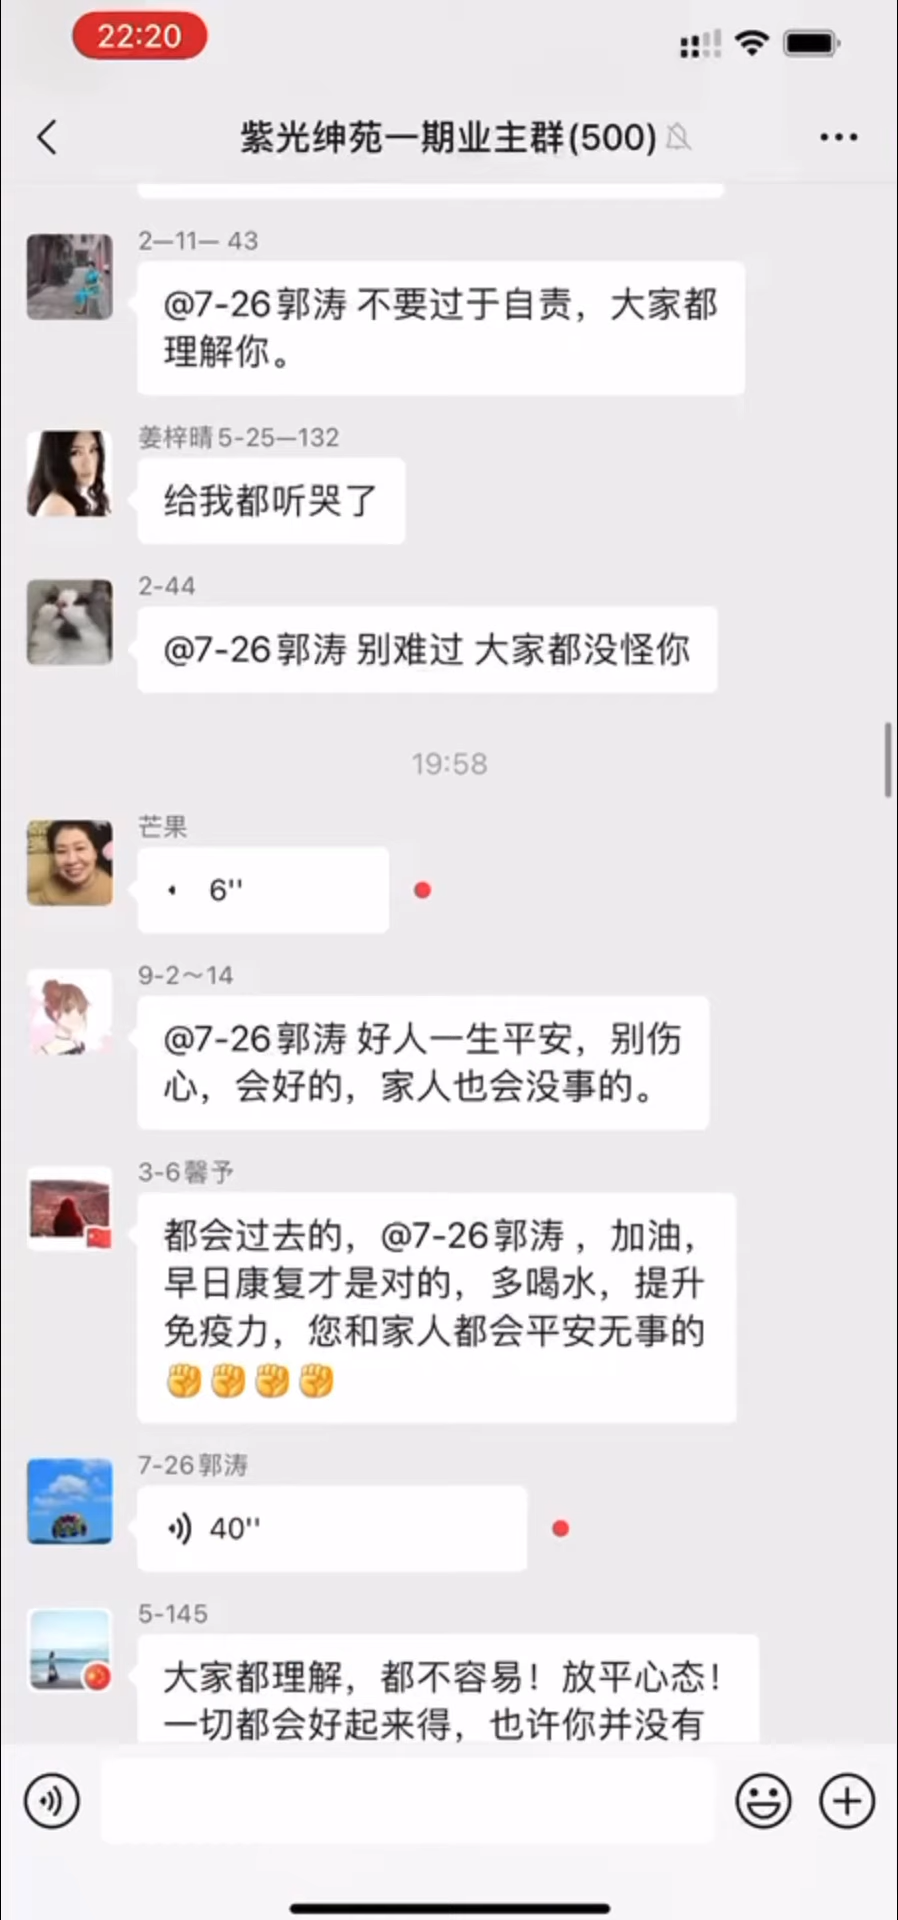 22:20
紫光绅苑一期业主群(500)
2—11— 43
@7-26郭涛 不要过于自责，大家都
理解你。
姜梓晴5-25—132
给我都听哭了
2-44
@7-26郭涛 别难过 大家都没怪你
19:58
芒果
6''
9-2～14
@7-26郭涛 好人一生平安，别伤
心，会好的，家人也会没事的。
3-6馨予
都会过去的，@7-26郭涛 ，加油，
早日康复才是对的，多喝水，提升
免疫力，您和家人都会平安无事的
✊✊✊✊
7-26郭涛
40''
5-145
大家都理解，都不容易！放平心态！
一切都会好起来得，也许你并没有